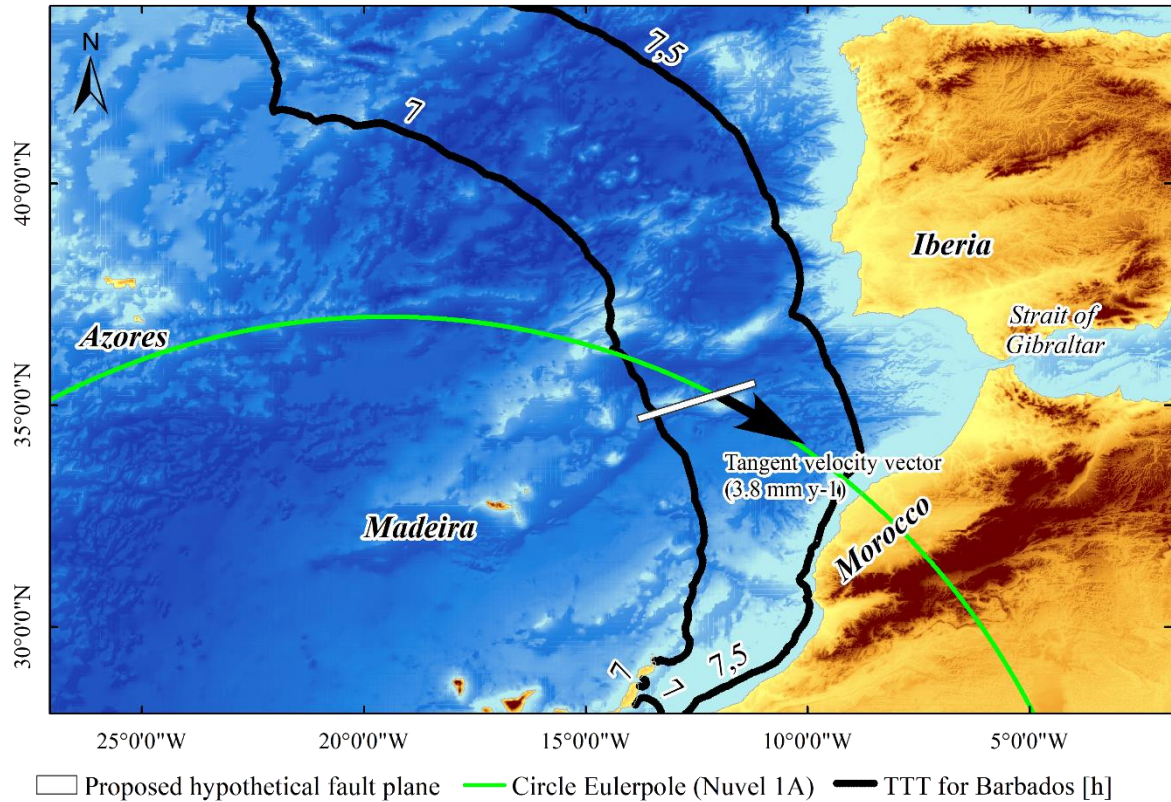 N
7,5
7
40°0'0"N
Iberia
Strait of
Gibraltar
Azores
35°0'0"N
Tangent velocity vector
(3.8 mm y-1)
Madeira
Morocco
30°0'0"N
7,5
7
7
25°0'0"W
20°0'0"W
15°0'0"W
10°0'0"W
5°0'0"W
Proposed hypothetical fault plane
Circle Eulerpole (Nuvel 1A)
TTT for Barbados [h]